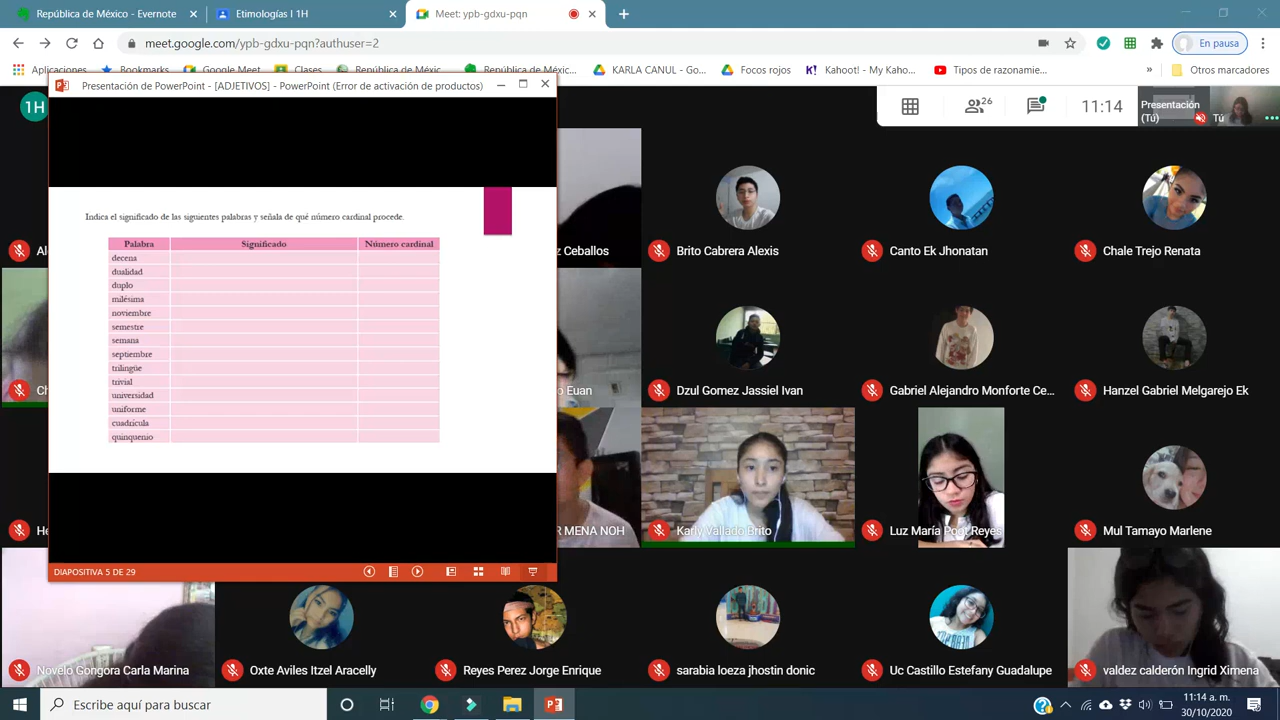 República de México - Evernote
Etimologías I 1H
Meet: ypb-gdxu-pqn
meet.google.com/ypb-gdxu-pqn?authuser=2
En pausa
Aplicaciones
Bookmarks
Google Meet
Clases
República de Méxic...
República de Méxic...
KARLA CANUL - Go...
Focos rojos
Kahoot! - My Kaho...
Tipos de razonamie...
»
Otros marcadores
Presentación de PowerPoint - [ADJETIVOS] - PowerPoint (Error de activación de productos)
1H
26
11:14
Presentación
(Tú)
Tú
Indica el significado de las siguientes palabras y señala de qué número cardinal procede.
Palabra Significado Número cardinal
decena
dualidad
duplo
milésima
noviembre
semestre
semana
septiembre
trilingüe
trivial
universidad
uniforme
cuadrícula
quinquenio
DIAPOSITIVA 5 DE 29
Ceballos
Brito Cabrera Alexis
Canto Ek Jhonatan
Chale Trejo Renata
Euan
Dzul Gomez Jassiel Ivan
Gabriel Alejandro Monforte Ce...
Hanzel Gabriel Melgarejo Ek
MENA NOH
Karly Vallado Brito
Luz María Poot Reyes
Mul Tamayo Marlene
Novelo Gongora Carla Marina
Oxte Aviles Itzel Aracelly
Reyes Perez Jorge Enrique
sarabia loeza jhostin donic
Uc Castillo Estefany Guadalupe
valdez calderón Ingrid Ximena
Escribe aquí para buscar
11:14 a. m.
30/10/2020